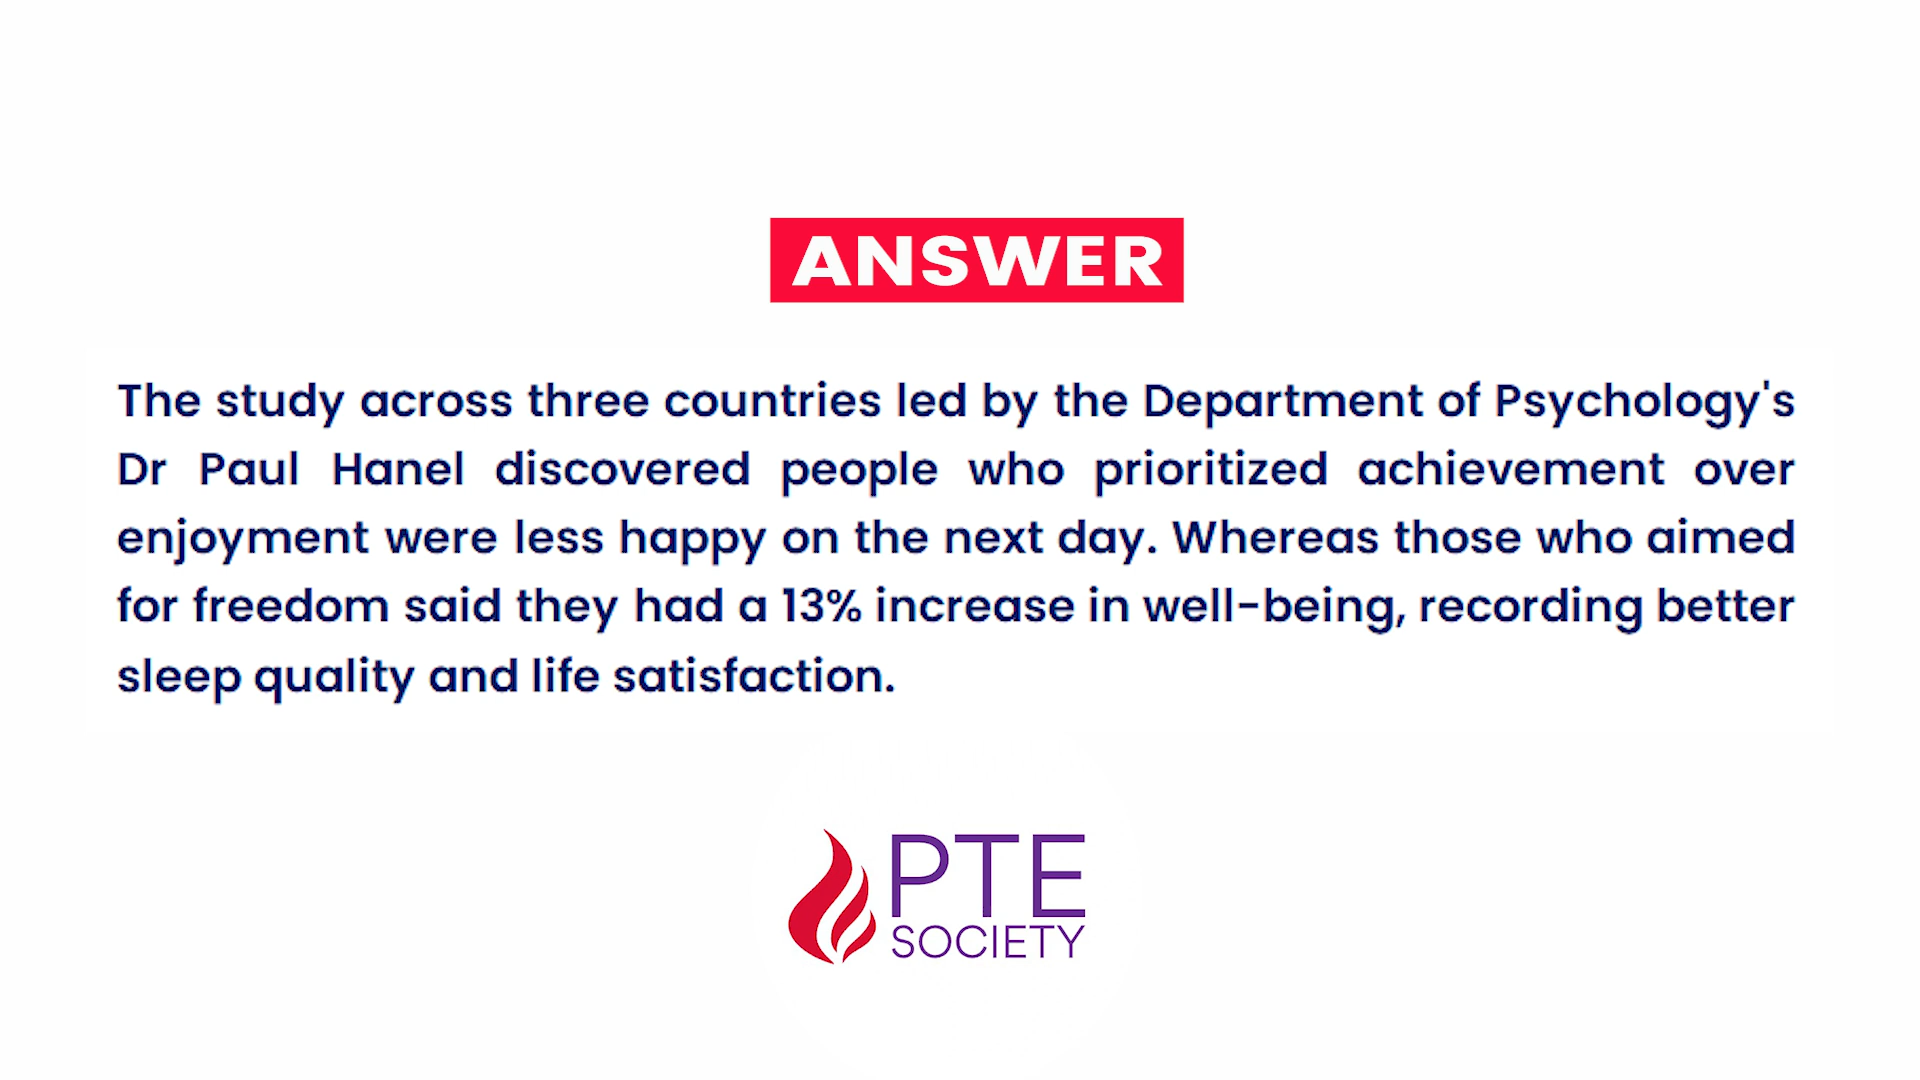 ANSWER
The study across three countries led by the Department of Psychology's
Dr Paul Hanel discovered people who prioritized achievement over
enjoyment were less happy on the next day. Whereas those who aimed
for freedom said they had a 13% increase in well-being, recording better
sleep quality and life satisfaction.
PTE
SOCIETY